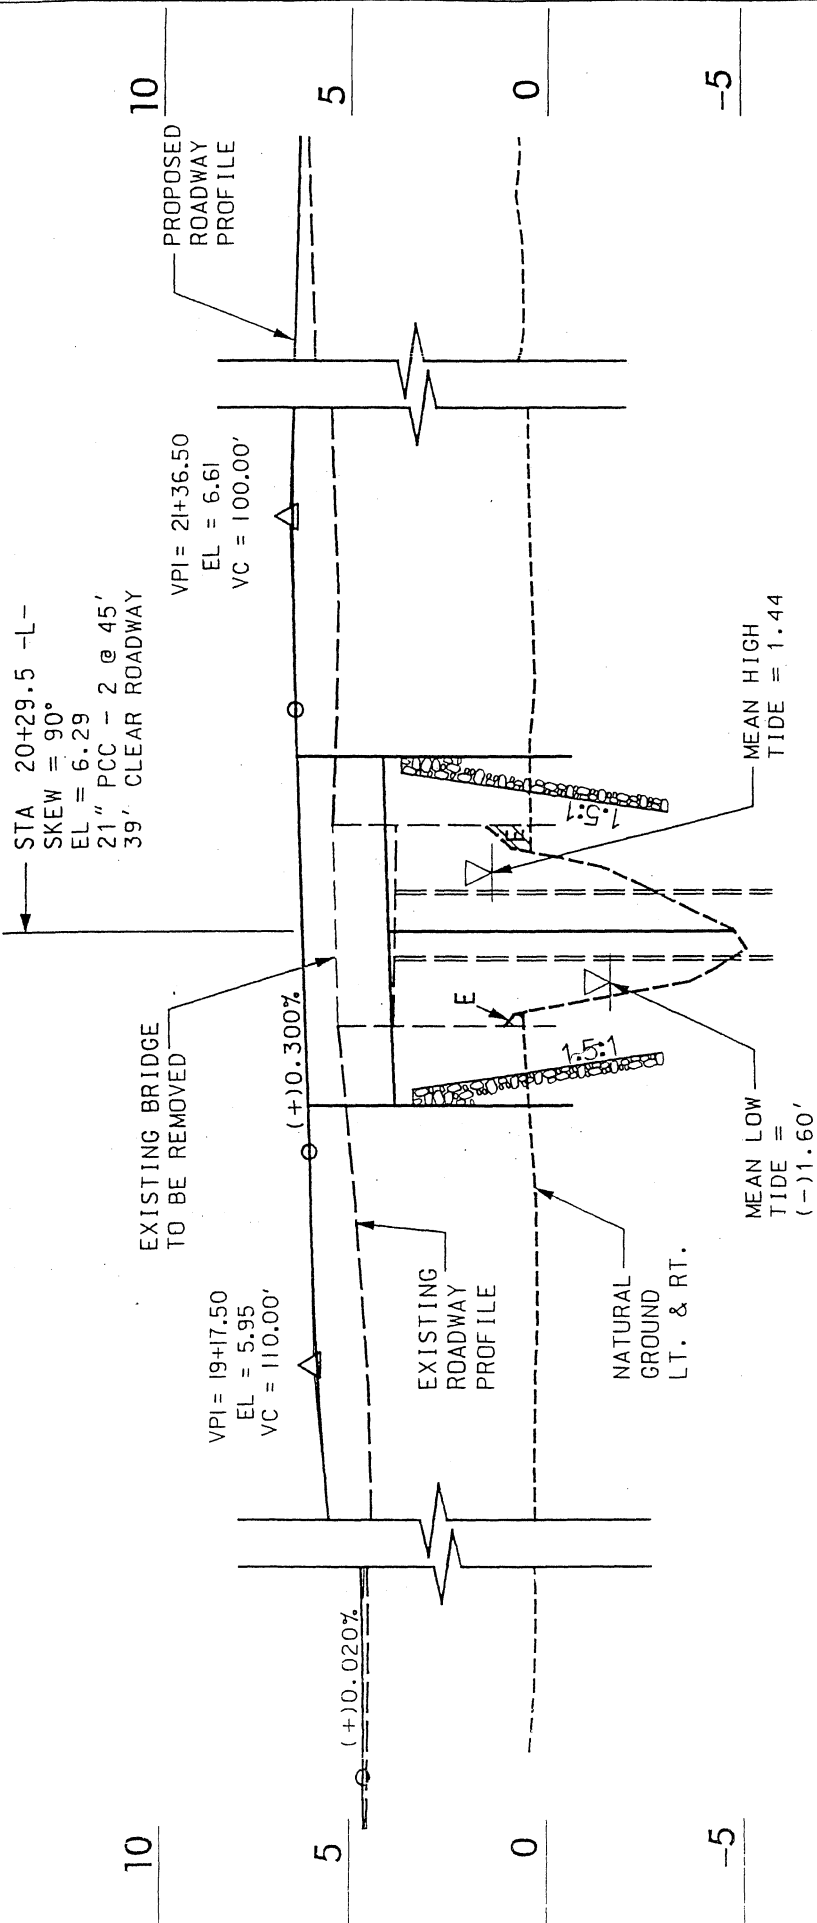 STA 20+29.5 -L-
SKEW = 90°
EL = 6.29
21" PCC - 2 @ 45'
39' CLEAR ROADWAY
10
5
0
-5
10
5
0
-5
EXISTING BRIDGE
TO BE REMOVED
PROPOSED
ROADWAY
PROFILE
VPI= 19+17.50
EL = 5.95
VC = 110.00'
VPI= 21+36.50
EL = 6.61
VC = 100.00'
(+)0.020%
(+)0.300%
EXISTING
ROADWAY
PROFILE
E
E
1.5:1
1.5:1
NATURAL
GROUND
LT. & RT.
MEAN LOW
TIDE =
(-)1.60'
MEAN HIGH
TIDE = 1.44